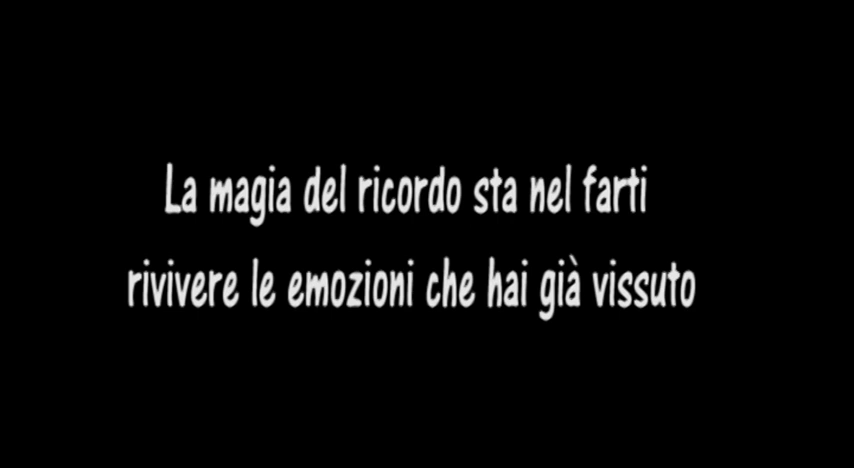 La magia del ricordo sta nel farti
rivivere le emozioni che hai già vissuto